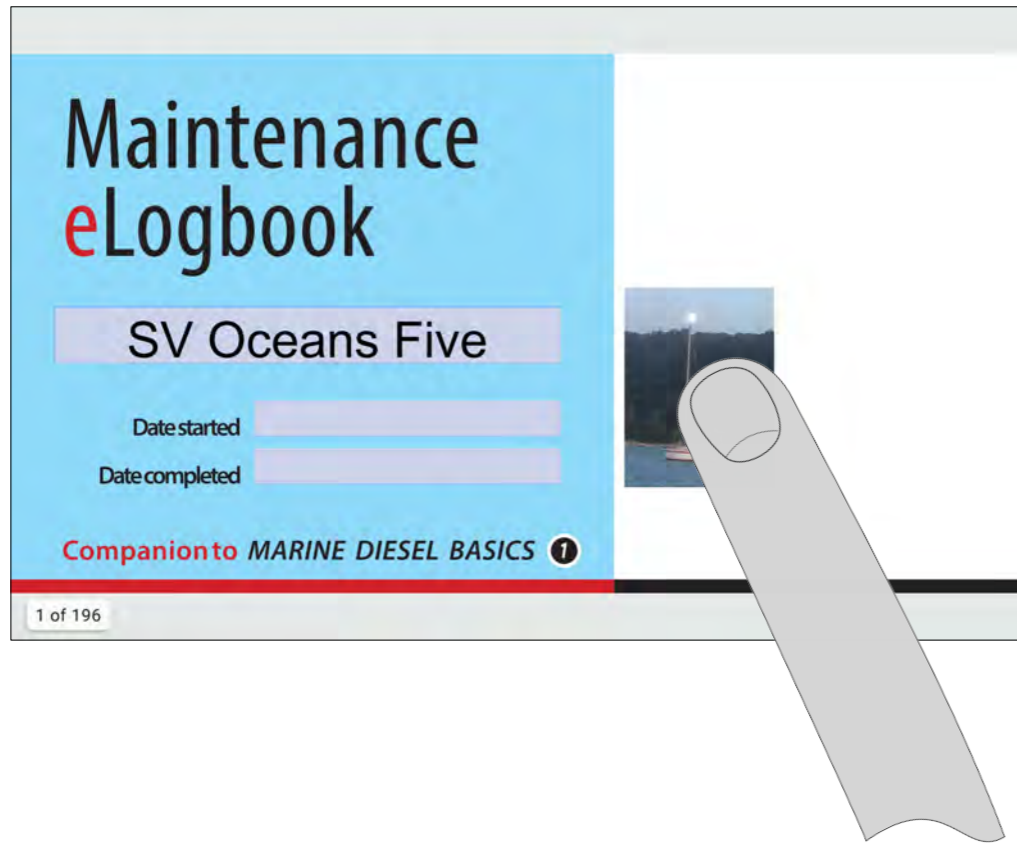 Maintenance
eLogbook
SV Oceans Five
Date started
Date completed
Companion to MARINE DIESEL BASICS 1
1 of 196